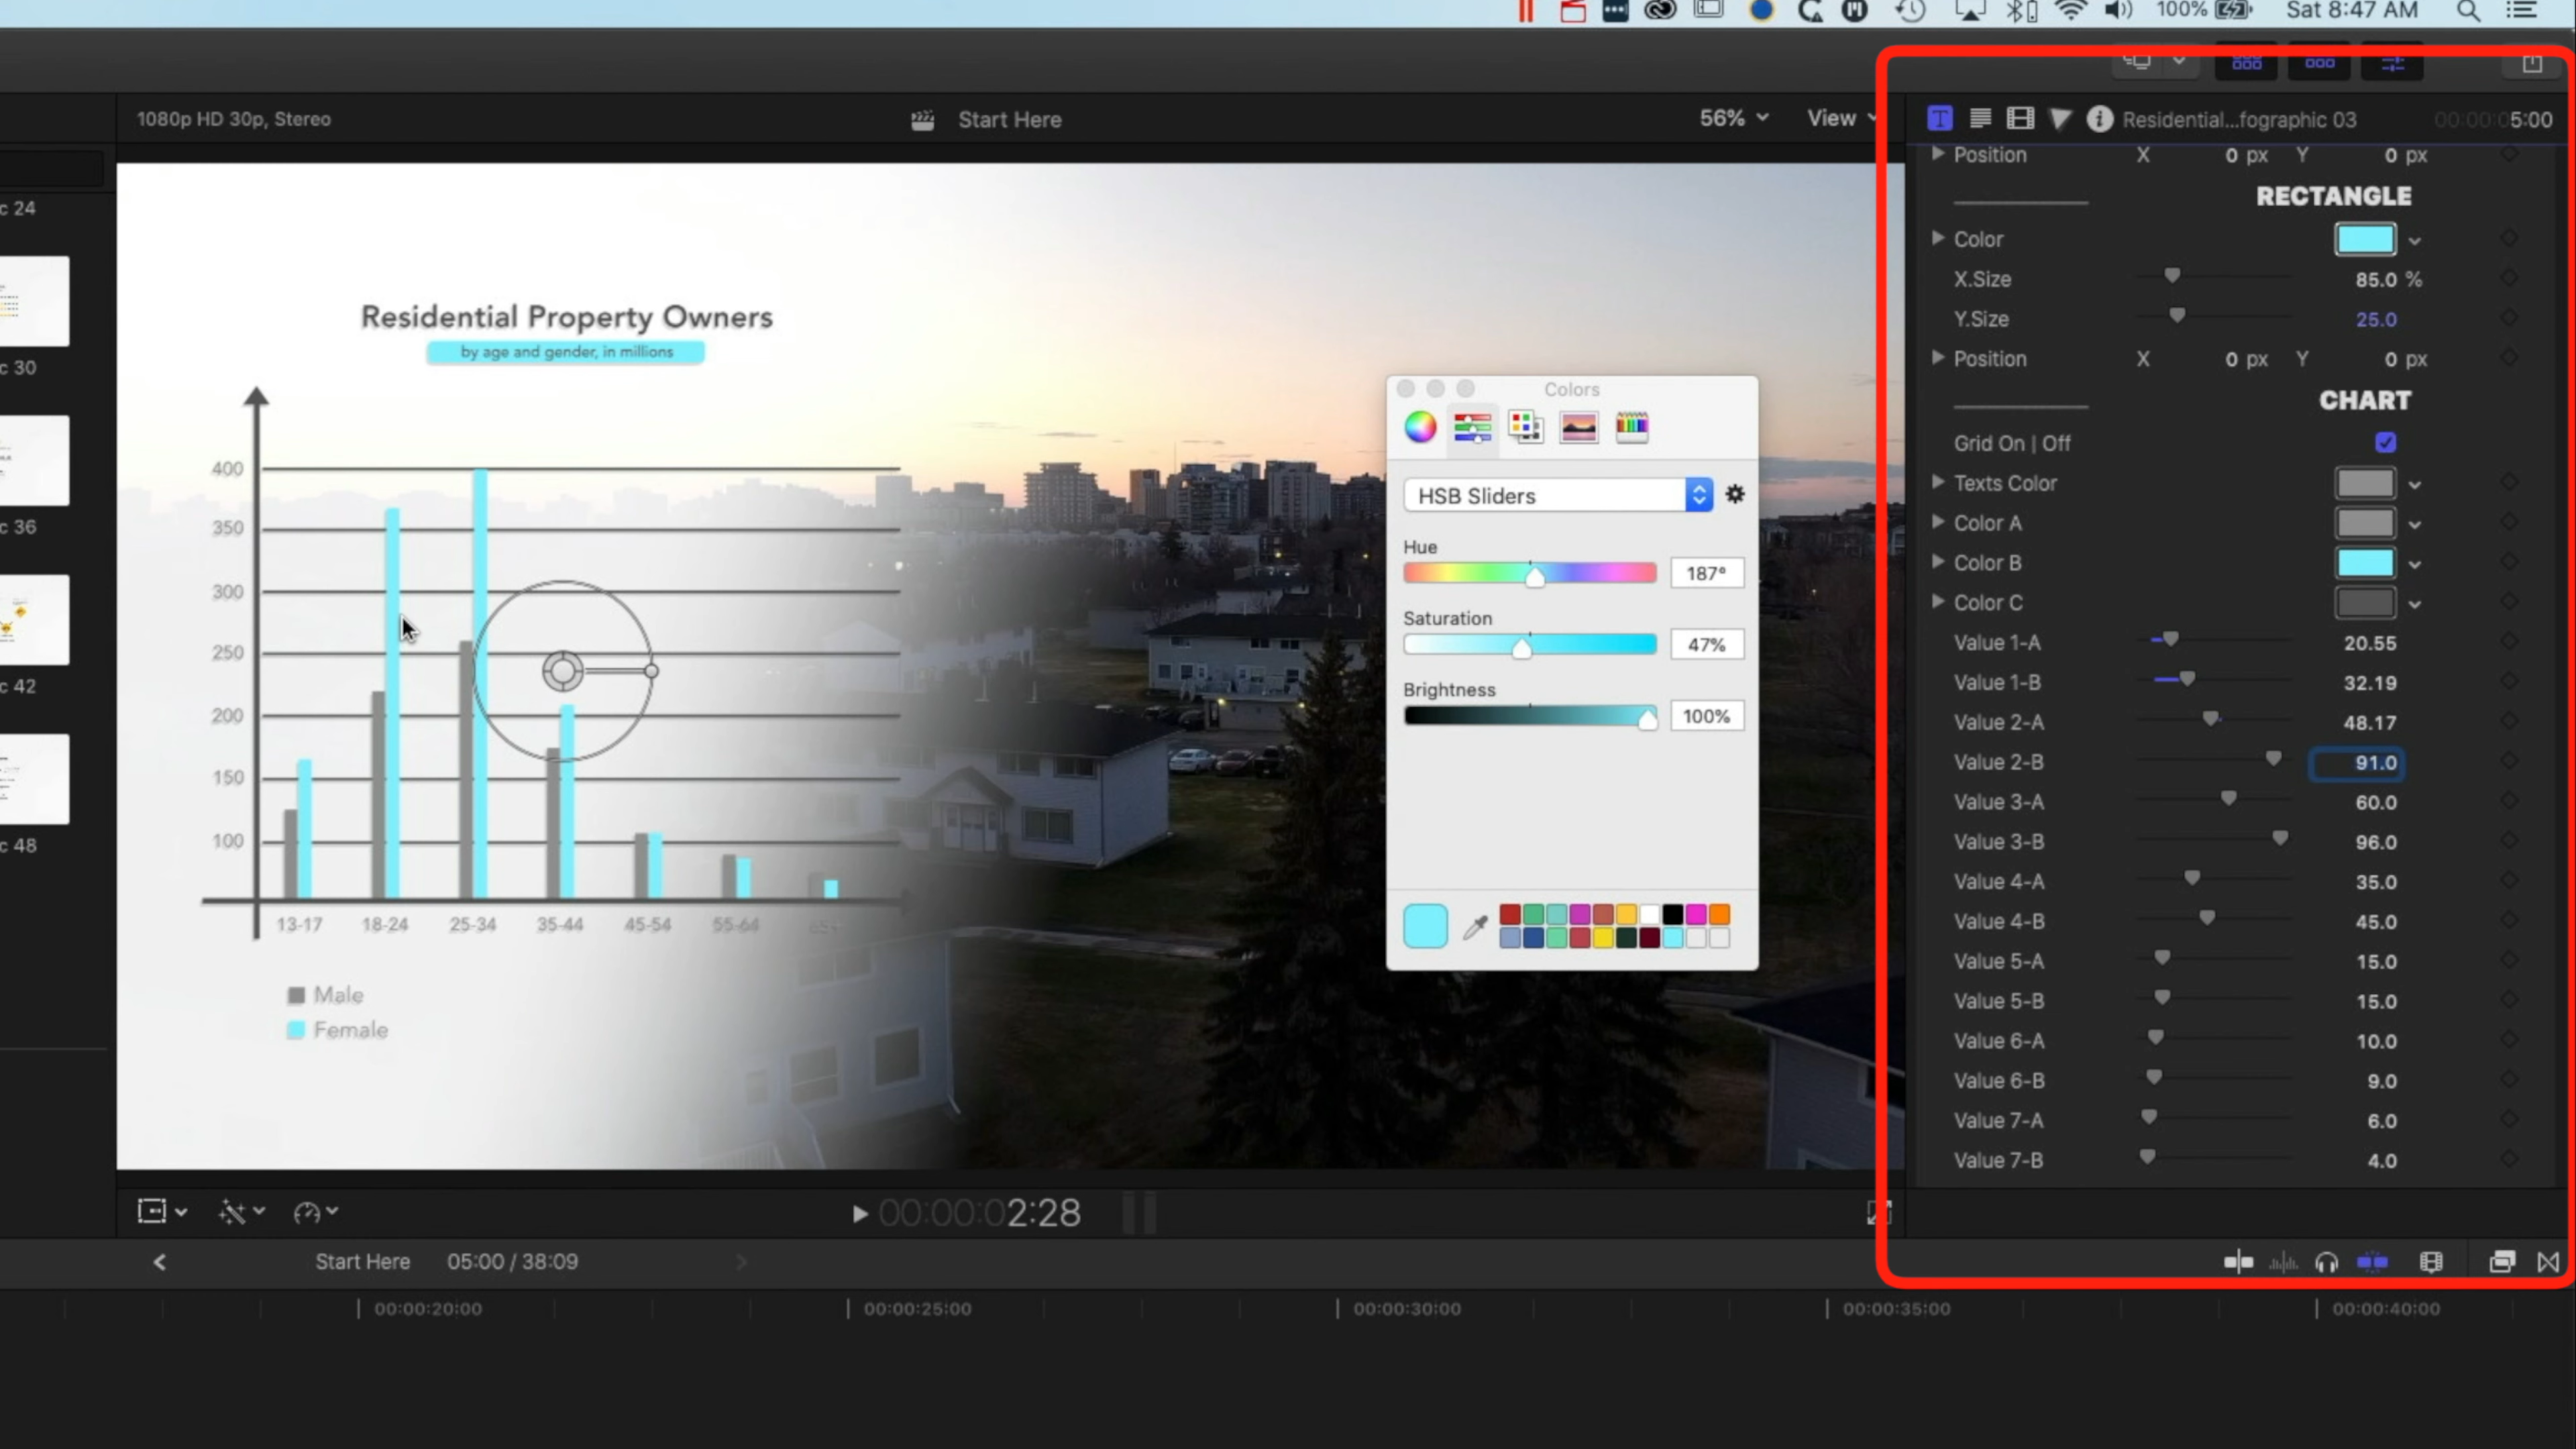 100% Sat 8:47 AM
1080p HD 30p, Stereo
Start Here
56% View
Residential...fographic 03
00:00:05:00
c 24
c 30
c 36
c 42
c 48
Residential Property Owners
by age and gender, in millions
400
350
300
250
200
150
100
13-17 18-24 25-34 35-44 45-54 55-64 65+
Male
Female
Colors
HSB Sliders
Hue
187°
Saturation
47%
Brightness
100%
Position X 0 px Y 0 px
RECTANGLE
Color
X.Size 85.0 %
Y.Size 25.0
Position X 0 px Y 0 px
CHART
Grid On | Off
Texts Color
Color A
Color B
Color C
Value 1-A 20.55
Value 1-B 32.19
Value 2-A 48.17
Value 2-B 91.0
Value 3-A 60.0
Value 3-B 96.0
Value 4-A 35.0
Value 4-B 45.0
Value 5-A 15.0
Value 5-B 15.0
Value 6-A 10.0
Value 6-B 9.0
Value 7-A 6.0
Value 7-B 4.0
00:00:02:28
Start Here 05:00 / 38:09
00:00:20:00 00:00:25:00 00:00:30:00 00:00:35:00 00:00:40:00